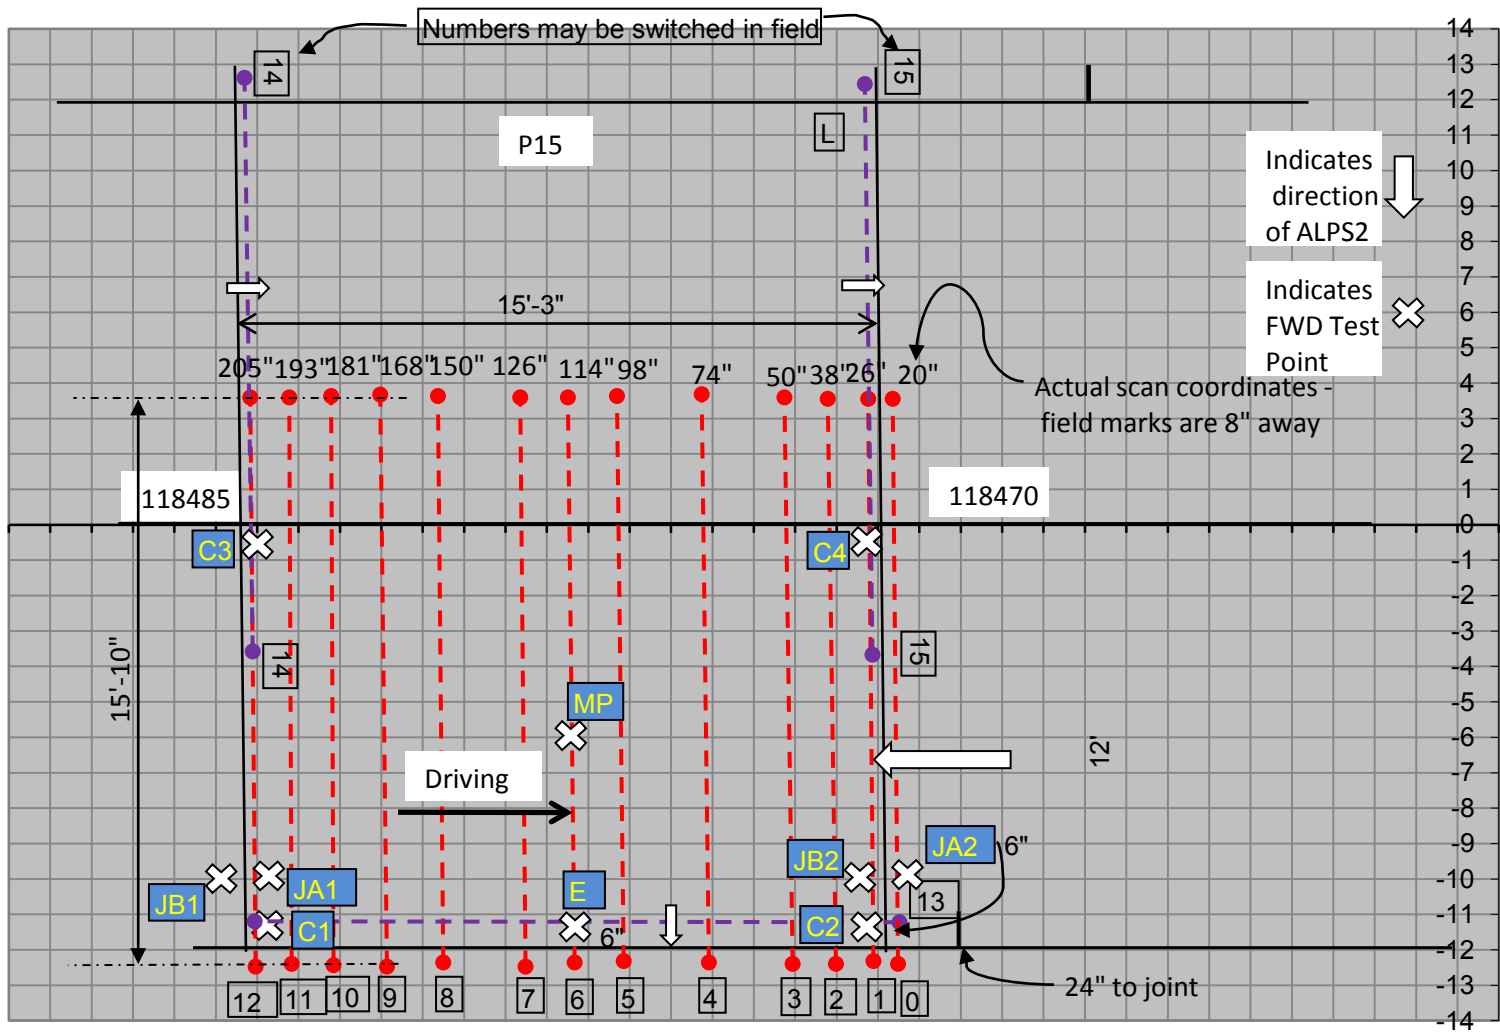 Numbers may be switched in field
14
15
P15
L
Indicates
direction
of ALPS2
Indicates
FWD Test
Point
15'-3"
205" 193" 181" 168" 150" 126" 114" 98" 74" 50" 38" 26" 20"
Actual scan coordinates -
field marks are 8" away
118485
118470
C3
C4
14
15
15'-10"
MP
12'
Driving
JB1
JA1
C1
E
6"
JB2
C2
JA2
6"
13
24" to joint
12 11 10 9 8 7 6 5 4 3 2 1 0
14
13
12
11
10
9
8
7
6
5
4
3
2
1
0
-1
-2
-3
-4
-5
-6
-7
-8
-9
-10
-11
-12
-13
-14